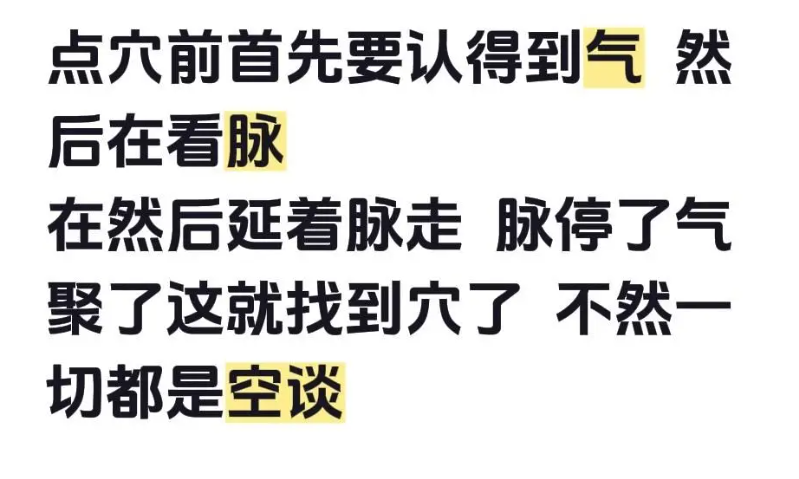 点穴前首先要认得到气 然
后在看脉
在然后延着脉走 脉停了气
聚了这就找到穴了 不然一
切都是空谈